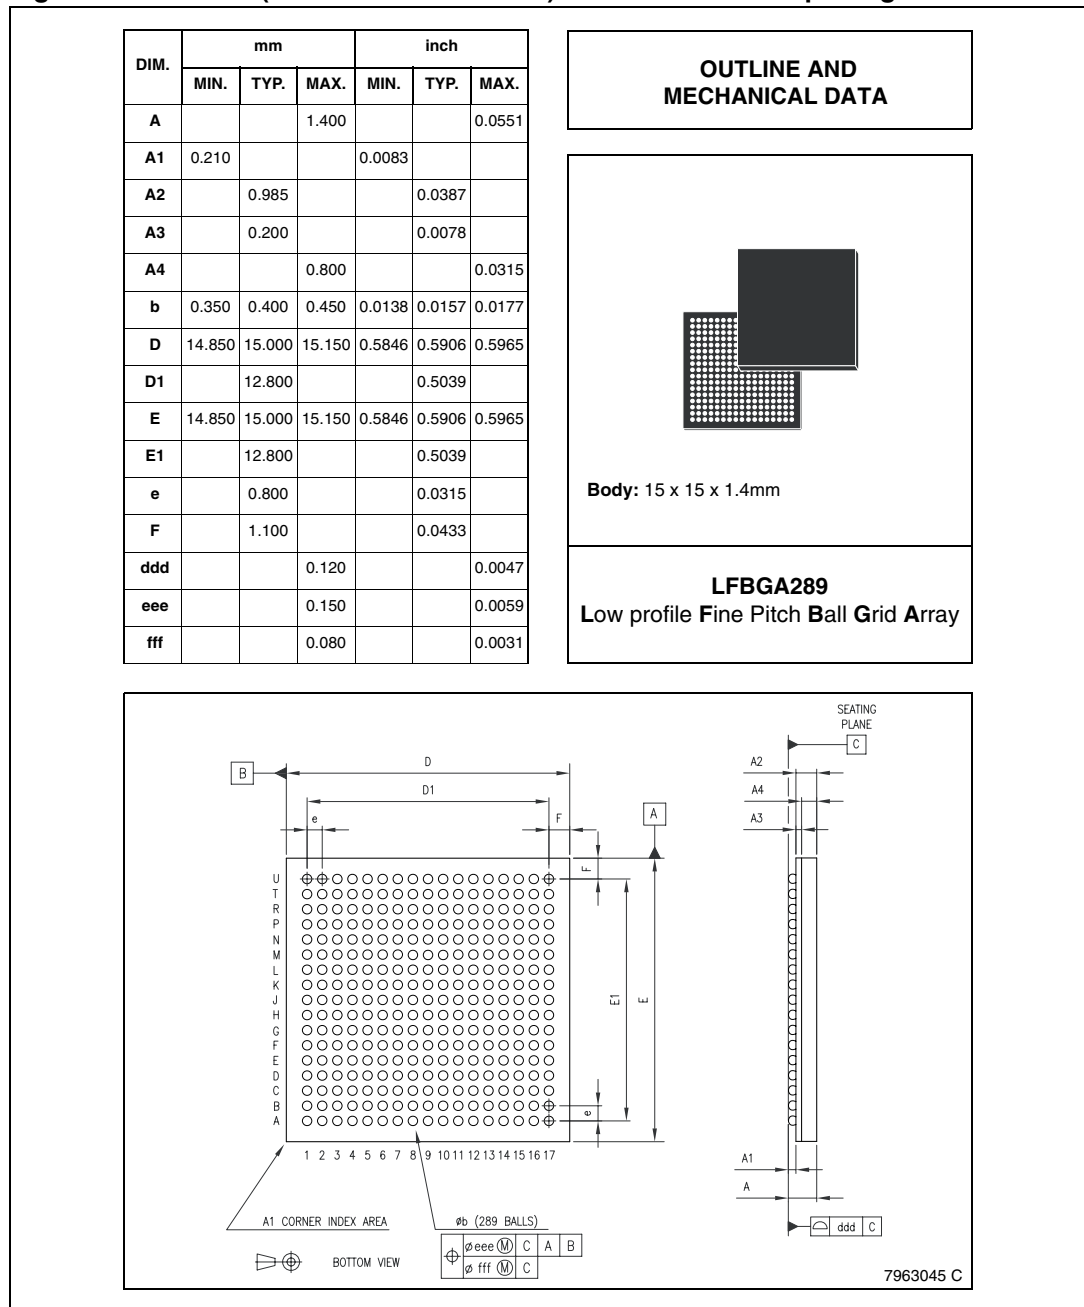 DIM. mm inch
MIN. TYP. MAX. MIN. TYP. MAX.
A 1.400 0.0551
A1 0.210 0.0083
A2 0.985 0.0387
A3 0.200 0.0078
A4 0.800 0.0315
b 0.350 0.400 0.450 0.0138 0.0157 0.0177
D 14.850 15.000 15.150 0.5846 0.5906 0.5965
D1 12.800 0.5039
E 14.850 15.000 15.150 0.5846 0.5906 0.5965
E1 12.800 0.5039
e 0.800 0.0315
F 1.100 0.0433
ddd 0.120 0.0047
eee 0.150 0.0059
fff 0.080 0.0031
OUTLINE AND
MECHANICAL DATA
Body: 15 x 15 x 1.4mm
LFBGA289
Low profile Fine Pitch Ball Grid Array
SEATING
PLANE
C
B
D
A2
D1
A4
e
F
A
A3
F
U
T
R
P
N
M
L
K
J
H
G
F
E
D
C
B
A
E1
E
e
1 2 3 4 5 6 7 8 9 10 11 12 13 14 15 16 17
A1
A
A1 CORNER INDEX AREA
øb (289 BALLS)
ddd C
ø eee Ⓜ C A B
ø fff Ⓜ C
BOTTOM VIEW
7963045 C